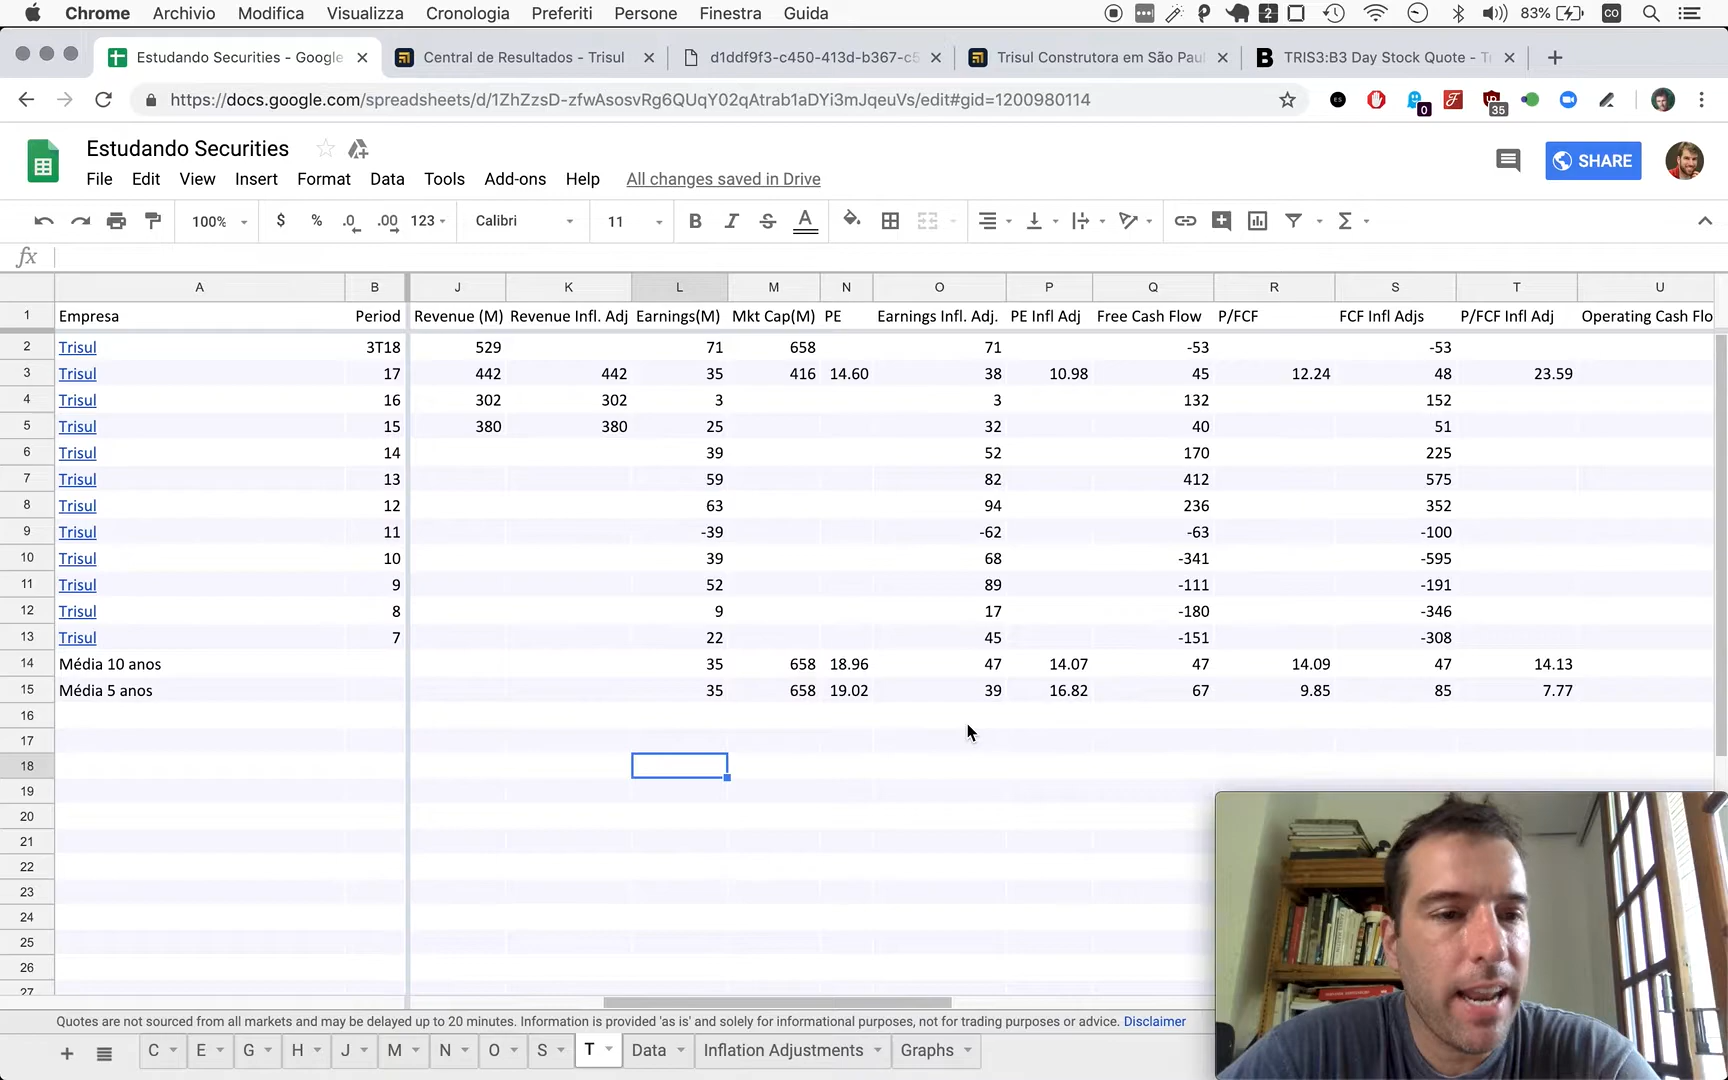 Chrome Archivio Modifica Visualizza Cronologia Preferiti Persone Finestra Guida 2 83% CO
Estudando Securities - Google Central de Resultados - Trisul d1ddf9f3-c450-413d-b367-c5 Trisul Construtora em São Paul TRIS3:B3 Day Stock Quote - Tr
https://docs.google.com/spreadsheets/d/1ZhZzsD-zfwAsosvRg6QUqY02qAtrab1aDYi3mJqeuVs/edit#gid=1200980114 0 35
Estudando Securities
SHARE
File Edit View Insert Format Data Tools Add-ons Help All changes saved in Drive
100% $ % .0 .00 123 Calibri 11 B I S A Σ
fx
A B J K L M N O P Q R S T U
1 Empresa Period Revenue (M) Revenue Infl. Adj Earnings(M) Mkt Cap(M) PE Earnings Infl. Adj. PE Infl Adj Free Cash Flow P/FCF FCF Infl Adjs P/FCF Infl Adj Operating Cash Flo
2 Trisul 3T18 529 71 658 71 -53 -53
3 Trisul 17 442 442 35 416 14.60 38 10.98 45 12.24 48 23.59
4 Trisul 16 302 302 3 3 132 152
5 Trisul 15 380 380 25 32 40 51
6 Trisul 14 39 52 170 225
7 Trisul 13 59 82 412 575
8 Trisul 12 63 94 236 352
9 Trisul 11 -39 -62 -63 -100
10 Trisul 10 39 68 -341 -595
11 Trisul 9 52 89 -111 -191
12 Trisul 8 9 17 -180 -346
13 Trisul 7 22 45 -151 -308
14 Média 10 anos 35 658 18.96 47 14.07 47 14.09 47 14.13
15 Média 5 anos 35 658 19.02 39 16.82 67 9.85 85 7.77
16
17
18
19
20
21
22
23
24
25
26
27
Quotes are not sourced from all markets and may be delayed up to 20 minutes. Information is provided 'as is' and solely for informational purposes, not for trading purposes or advice. Disclaimer
C E G H J M N O S T Data Inflation Adjustments Graphs